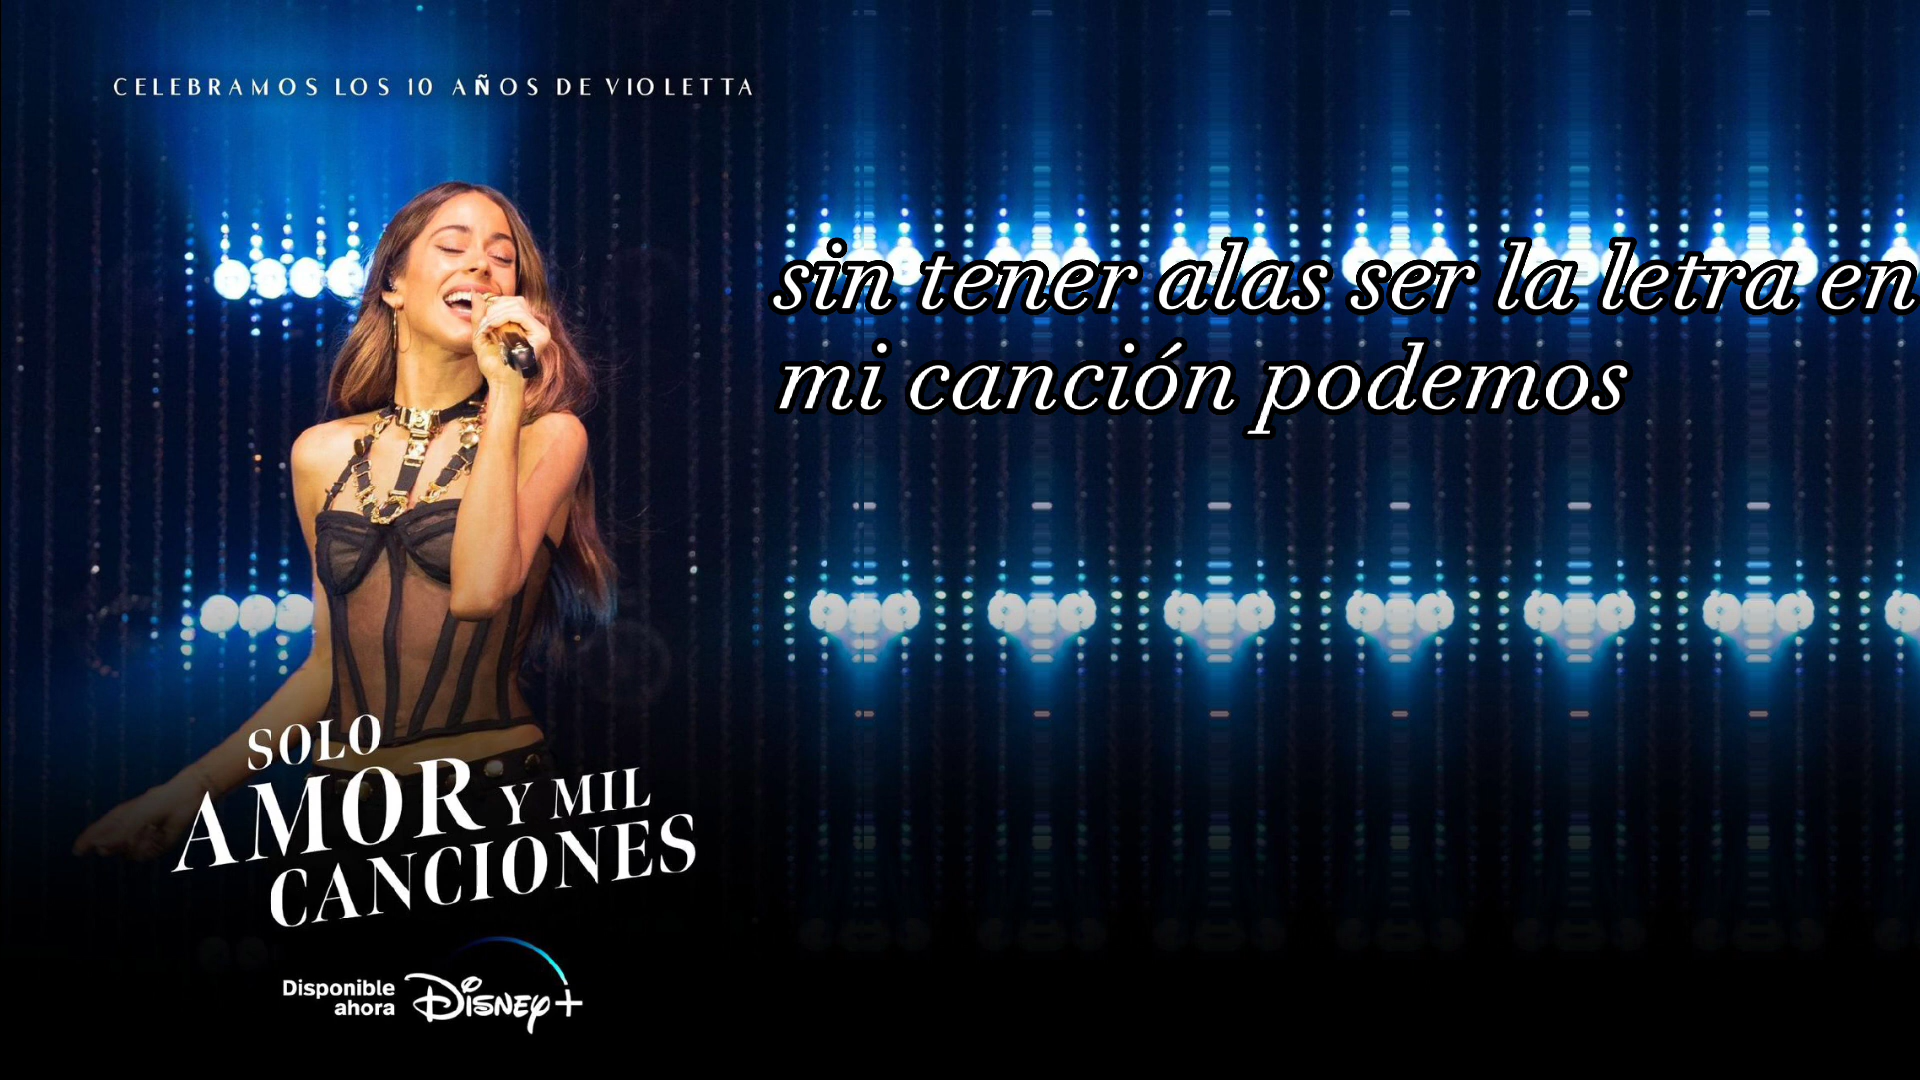 CELEBRAMOS LOS 10 AÑOS DE VIOLETTA
sin tener alas ser la letra en
mi canción podemos
SOLO
AMOR Y MIL
CANCIONES
Disponible
ahora
Disney+